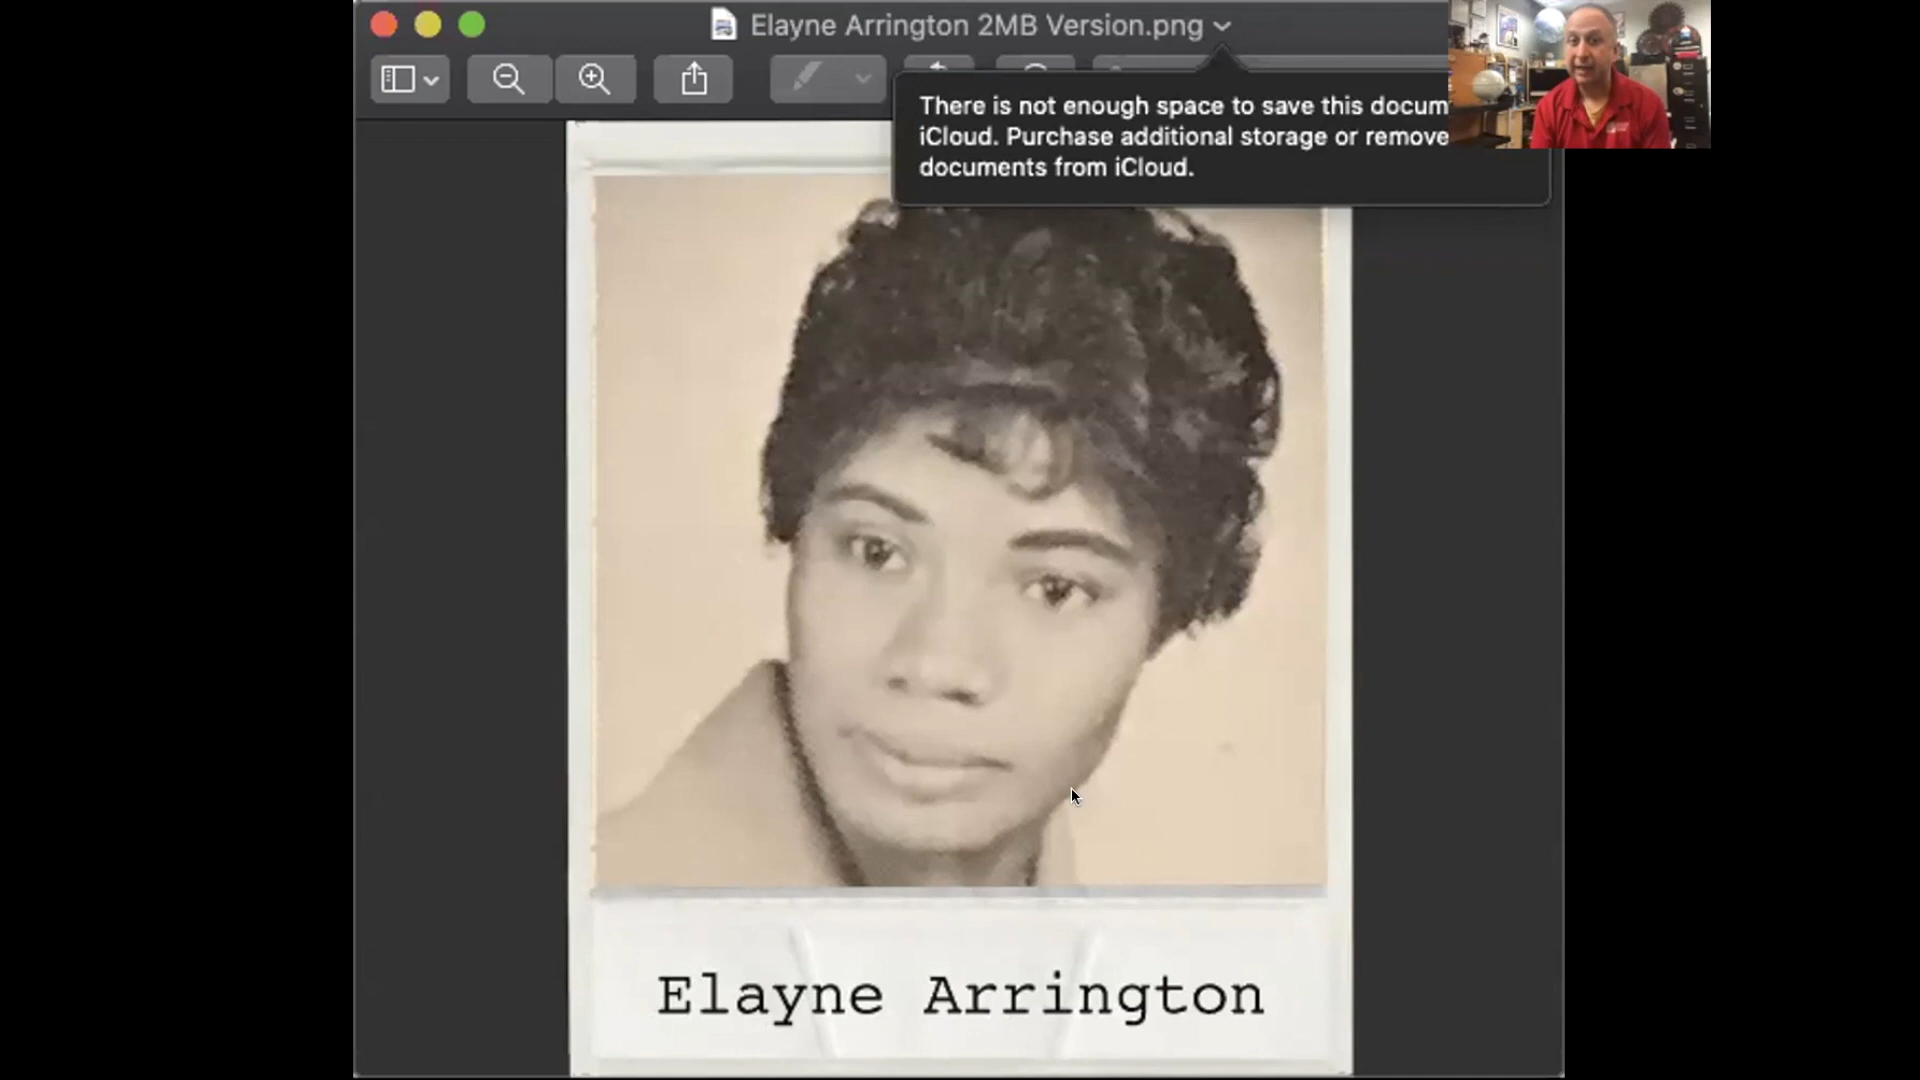 Elayne Arrington 2MB Version.png
There is not enough space to save this docum
iCloud. Purchase additional storage or remove
documents from iCloud.
Elayne Arrington